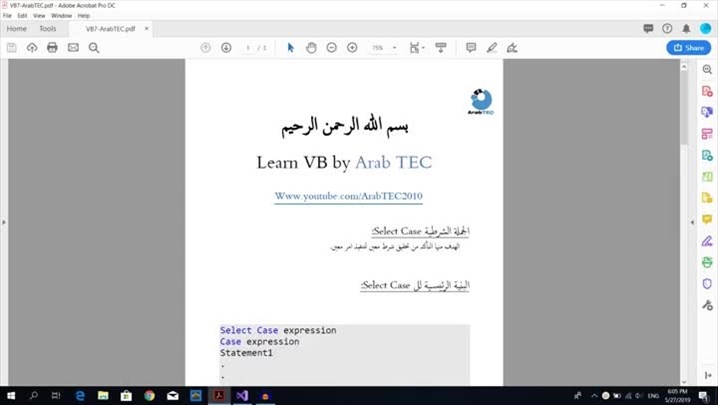 VB7-ArabTEC.pdf - Adobe Acrobat Pro DC
File Edit View Window Help
Home Tools VB7-ArabTEC.pdf ×
1 / 3 75% Share
ArabTEC
بسم الله الرحمن الرحيم
Learn VB by Arab TEC
Www.youtube.com/ArabTEC2010
الجملة الشرطية Select Case:
الهدف منها التأكد من تحقيق شرط معين لتنفيذ امر معين.
البنية الرئيسية لل Select Case:
Select Case expression
Case expression
Statement1
.
.
ENG 6:05 PM
5/27/2019